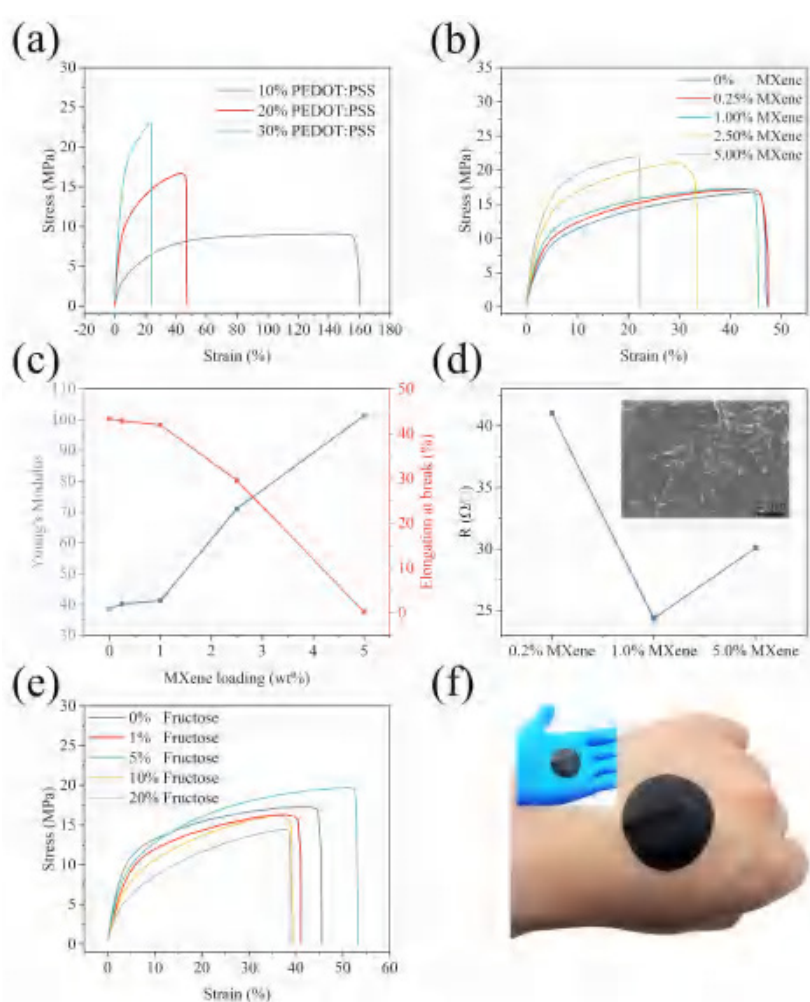 (a)
30
25
20
15
10
5
0
Stress (MPa)
10% PEDOT:PSS
20% PEDOT:PSS
30% PEDOT:PSS
-20 0 20 40 60 80 100 120 140 160 180
Strain (%)
(b)
35
30
25
20
15
10
5
0
Stress (MPa)
0% MXene
0.25% MXene
1.00% MXene
2.50% MXene
5.00% MXene
0 10 20 30 40 50
Strain (%)
(c)
110
100
90
80
70
60
50
40
30
Young's Modulus
50
40
30
20
10
0
Elongation at break (%)
0 1 2 3 4 5
MXene loading (wt%)
(d)
40
35
30
25
R (Ω/□)
0.2% MXene 1.0% MXene 5.0% MXene
(e)
30
25
20
15
10
5
0
Stress (MPa)
0% Fructose
1% Fructose
5% Fructose
10% Fructose
20% Fructose
0 10 20 30 40 50 60
Strain (%)
(f)